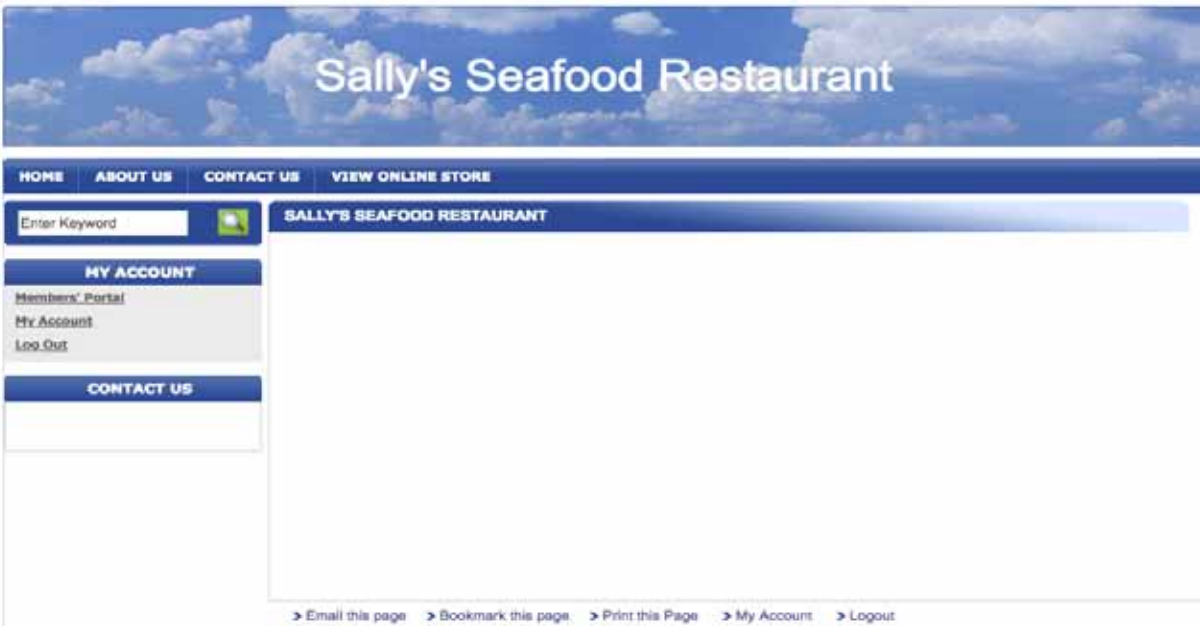 Sally's Seafood Restaurant
HOME ABOUT US CONTACT US VIEW ONLINE STORE
Enter Keyword
SALLY'S SEAFOOD RESTAURANT
MY ACCOUNT
Members' Portal
My Account
Log Out
CONTACT US
> Email this page > Bookmark this page > Print this Page > My Account > Logout